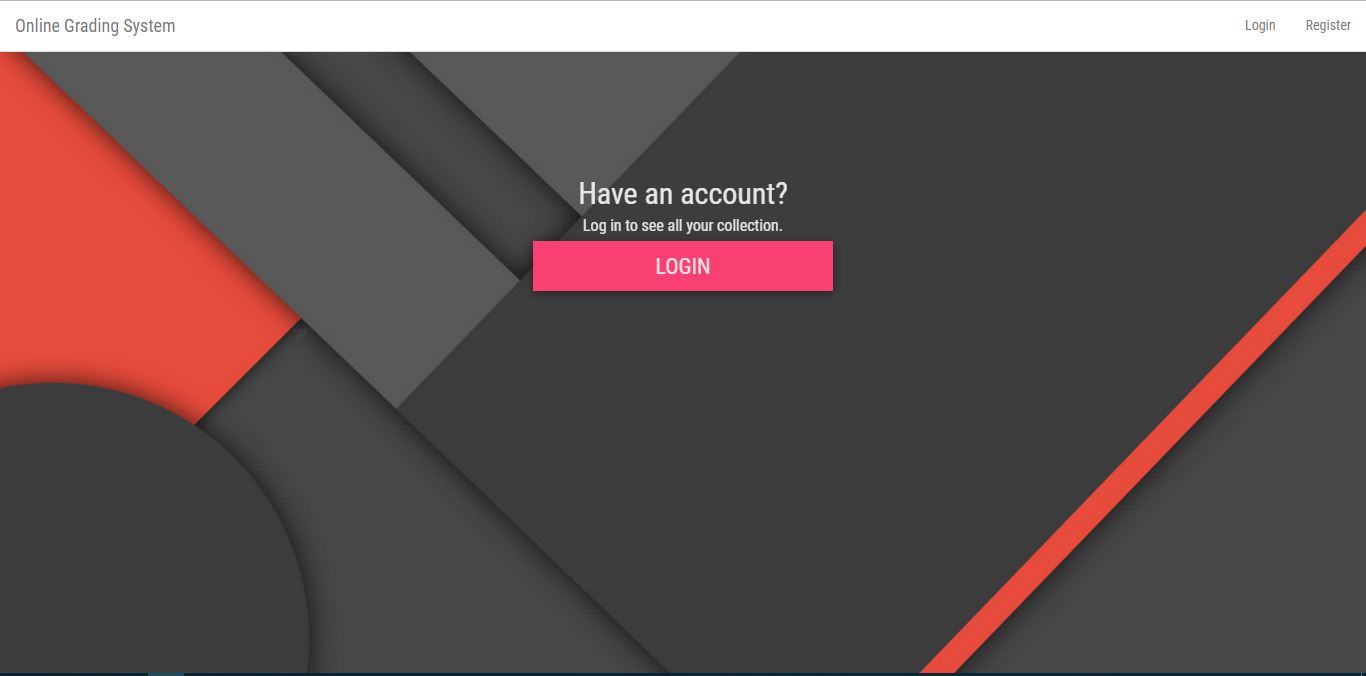 Online Grading System
Login
Register
Have an account?
Log in to see all your collection.
LOGIN